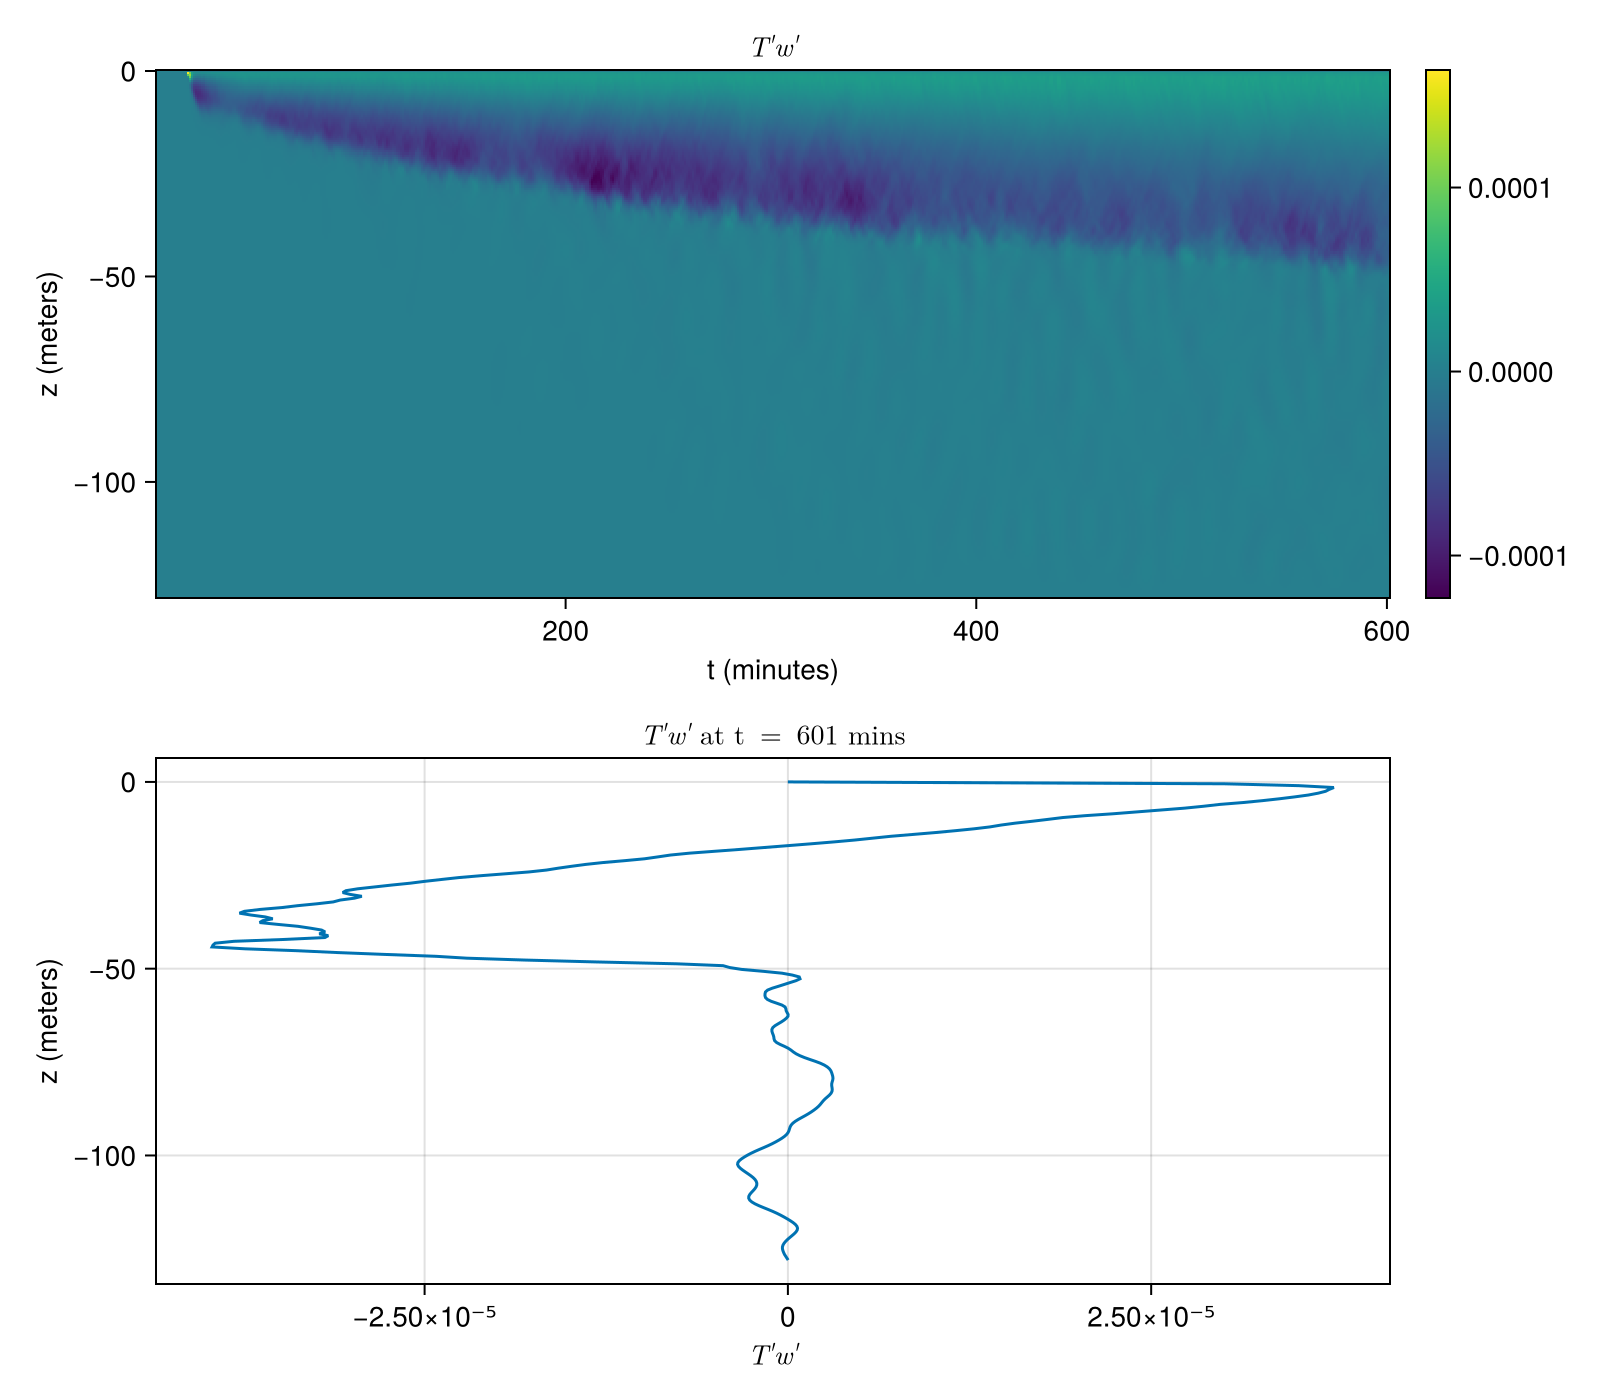 T′w′
0
−50
−100
z (meters)
200
400
600
t (minutes)
0.0001
0.0000
−0.0001
T′w′ at t = 601 mins
0
−50
−100
z (meters)
−2.50×10⁻⁵
0
2.50×10⁻⁵
T′w′